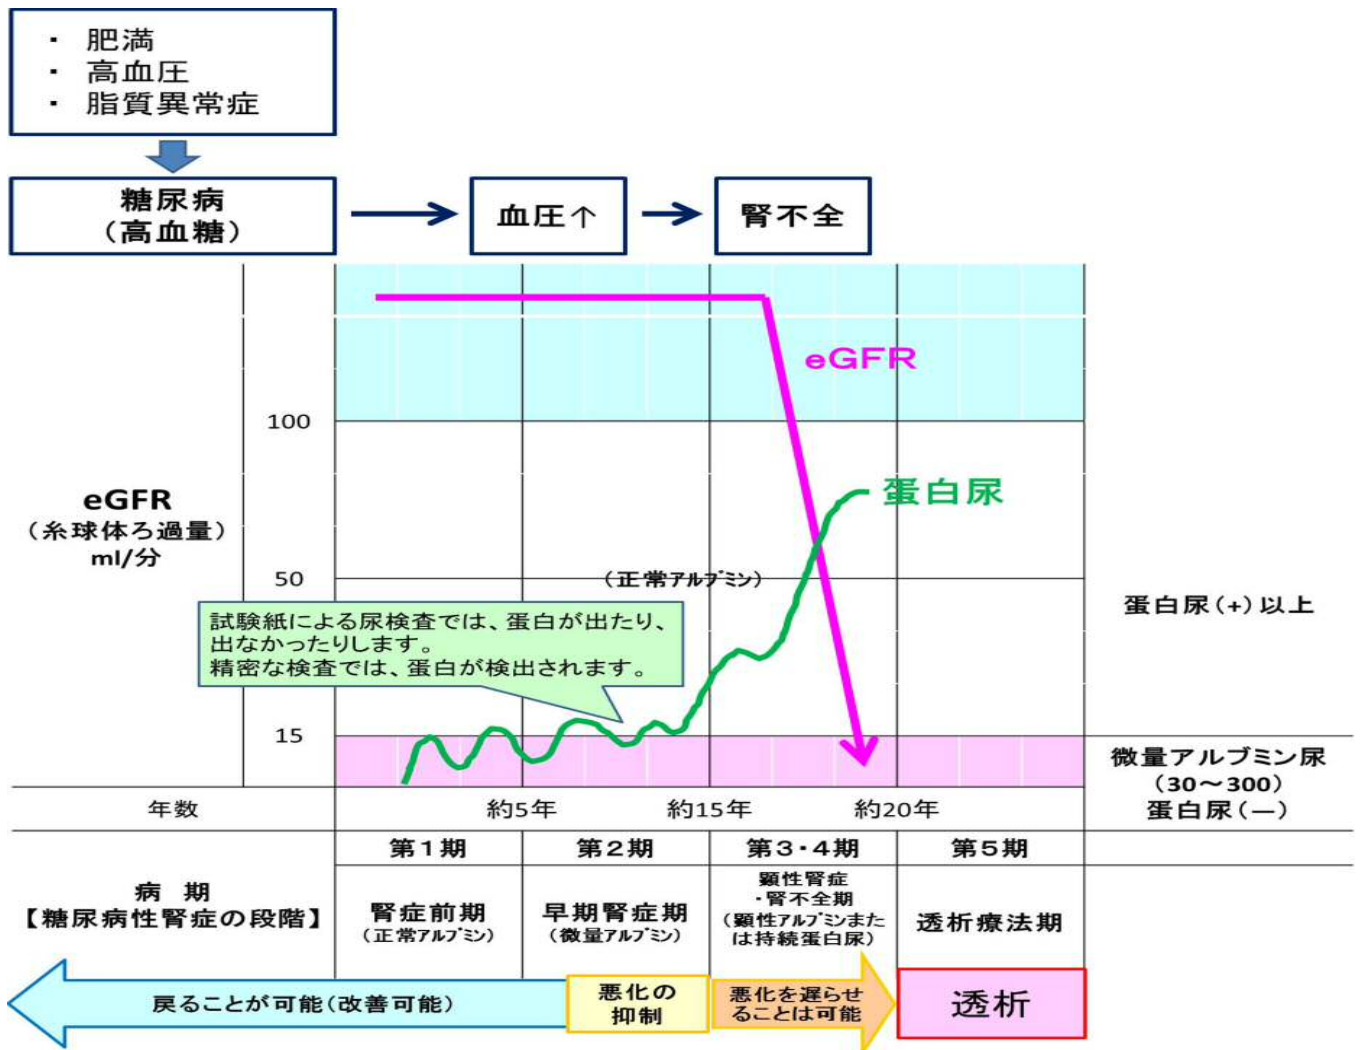 ・ 肥満
・ 高血圧
・ 脂質異常症
糖尿病
(高血糖)
血圧↑
腎不全
eGFR
100
蛋白尿
eGFR
(糸球体ろ過量)
ml/分
50
(正常アルブミン)
蛋白尿(+)以上
試験紙による尿検査では、蛋白が出たり、
出なかったりします。
精密な検査では、蛋白が検出されます。
15
微量アルブミン尿
(30~300)
蛋白尿(―)
年数
約5年
約15年
約20年
病 期
【糖尿病性腎症の段階】
第1期
第2期
第3・4期
第5期
腎症前期
(正常アルブミン)
早期腎症期
(微量アルブミン)
顕性腎症
・腎不全期
(顕性アルブミンまた
は持続蛋白尿)
透析療法期
戻ることが可能(改善可能)
悪化の
抑制
悪化を遅らせ
ることは可能
透析